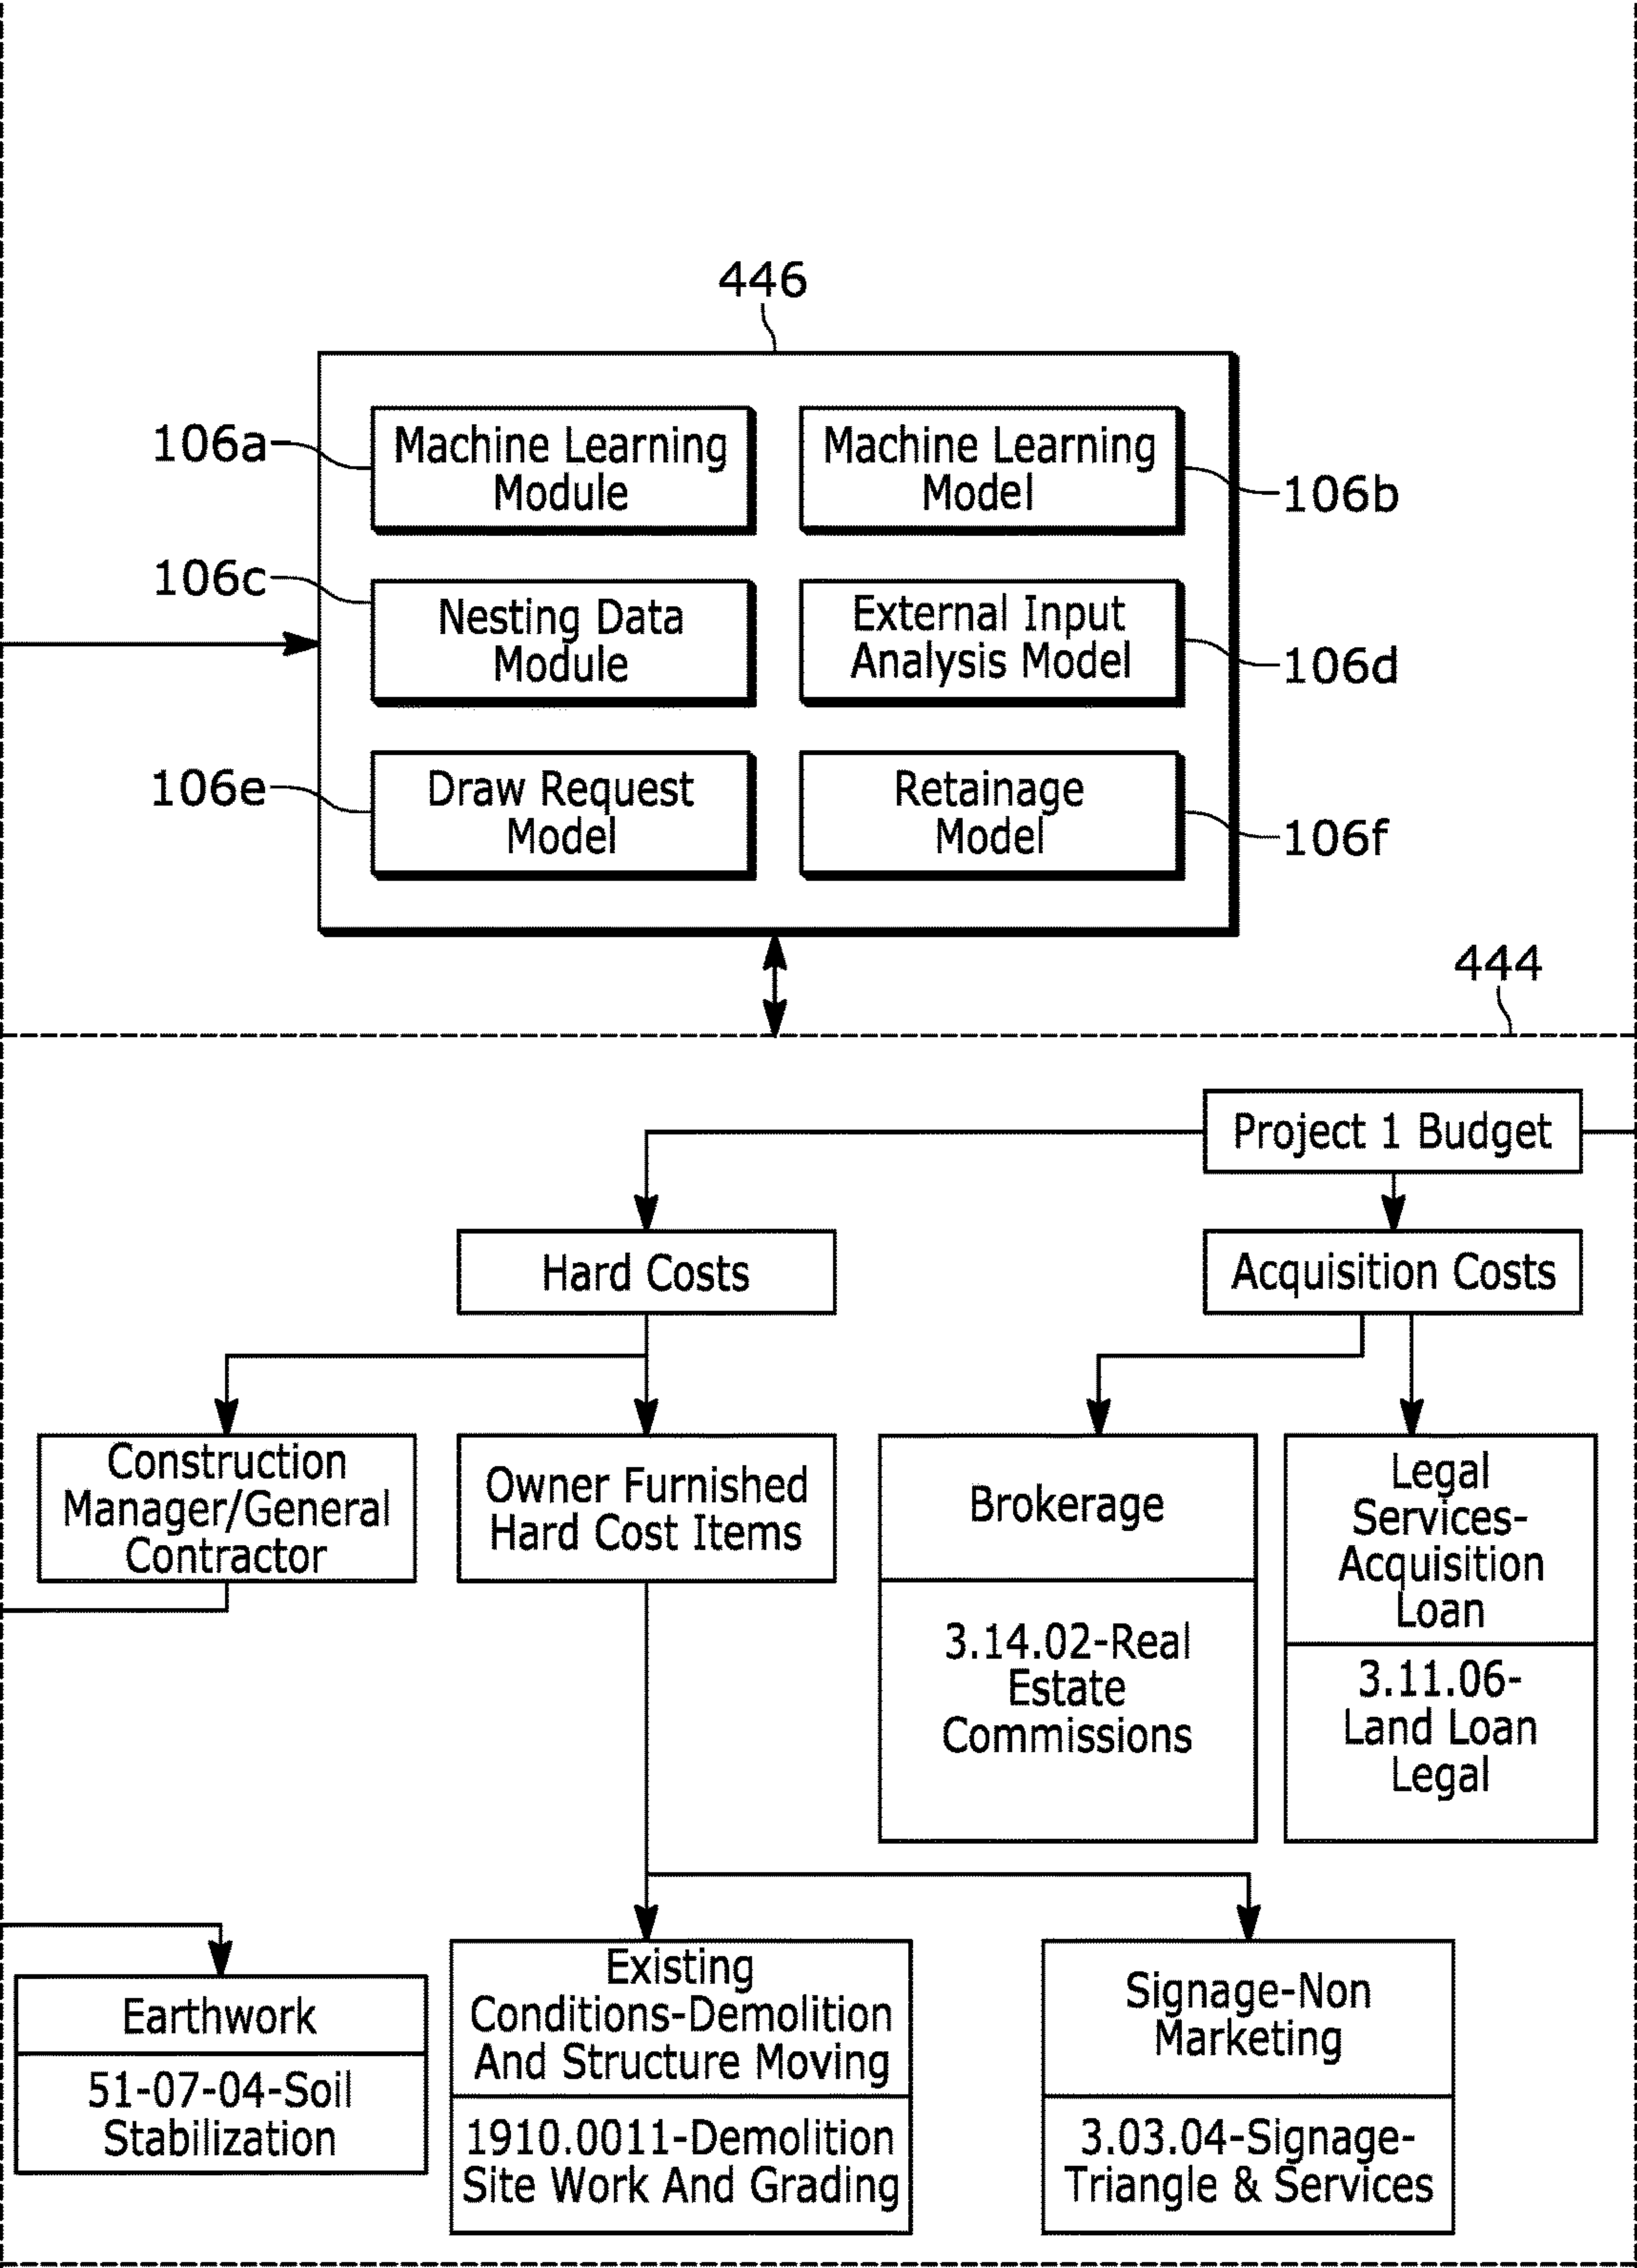 446
106a
Machine Learning
Module
Machine Learning
Model
106b
106c
Nesting Data
Module
External Input
Analysis Model
106d
106e
Draw Request
Model
Retainage
Model
106f
444
Project 1 Budget
Hard Costs
Acquisition Costs
Construction
Manager/General
Contractor
Owner Furnished
Hard Cost Items
Brokerage
3.14.02-Real
Estate
Commissions
Legal
Services-
Acquisition
Loan
3.11.06-
Land Loan
Legal
Earthwork
51-07-04-Soil
Stabilization
Existing
Conditions-Demolition
And Structure Moving
1910.0011-Demolition
Site Work And Grading
Signage-Non
Marketing
3.03.04-Signage-
Triangle & Services